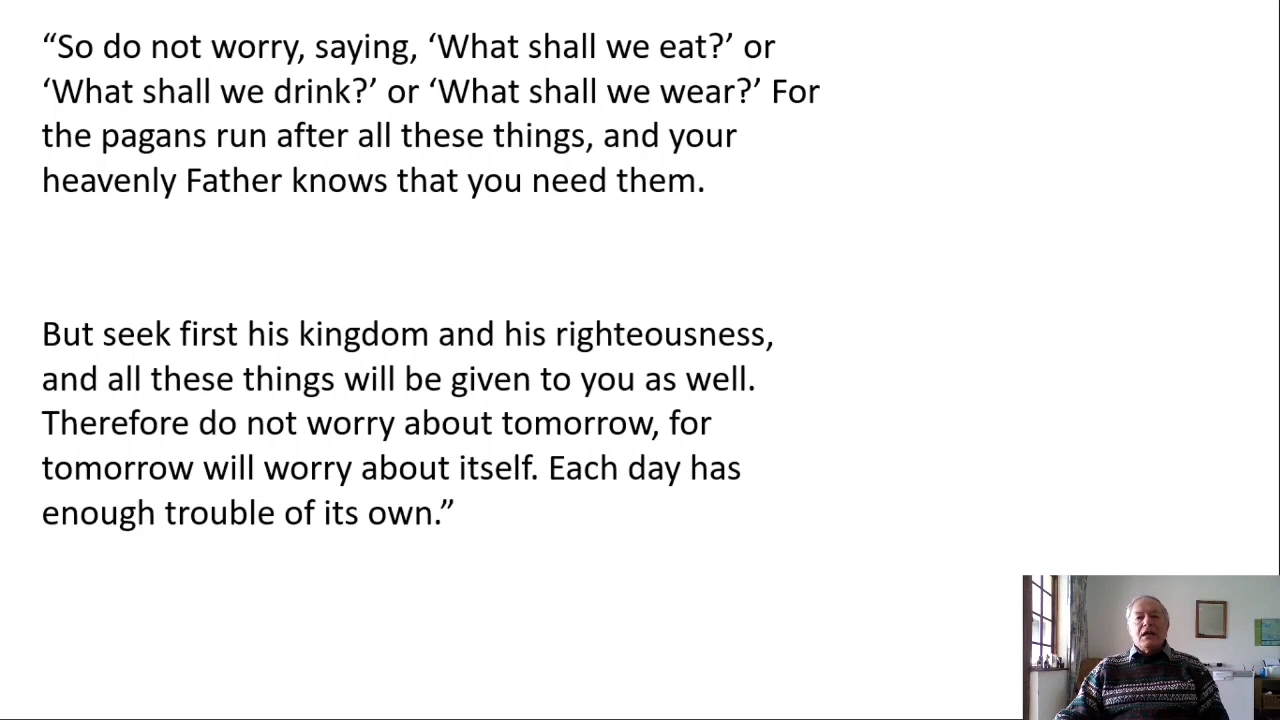 “So do not worry, saying, ‘What shall we eat?’ or
‘What shall we drink?’ or ‘What shall we wear?’ For
the pagans run after all these things, and your
heavenly Father knows that you need them.
But seek first his kingdom and his righteousness,
and all these things will be given to you as well.
Therefore do not worry about tomorrow, for
tomorrow will worry about itself. Each day has
enough trouble of its own.”